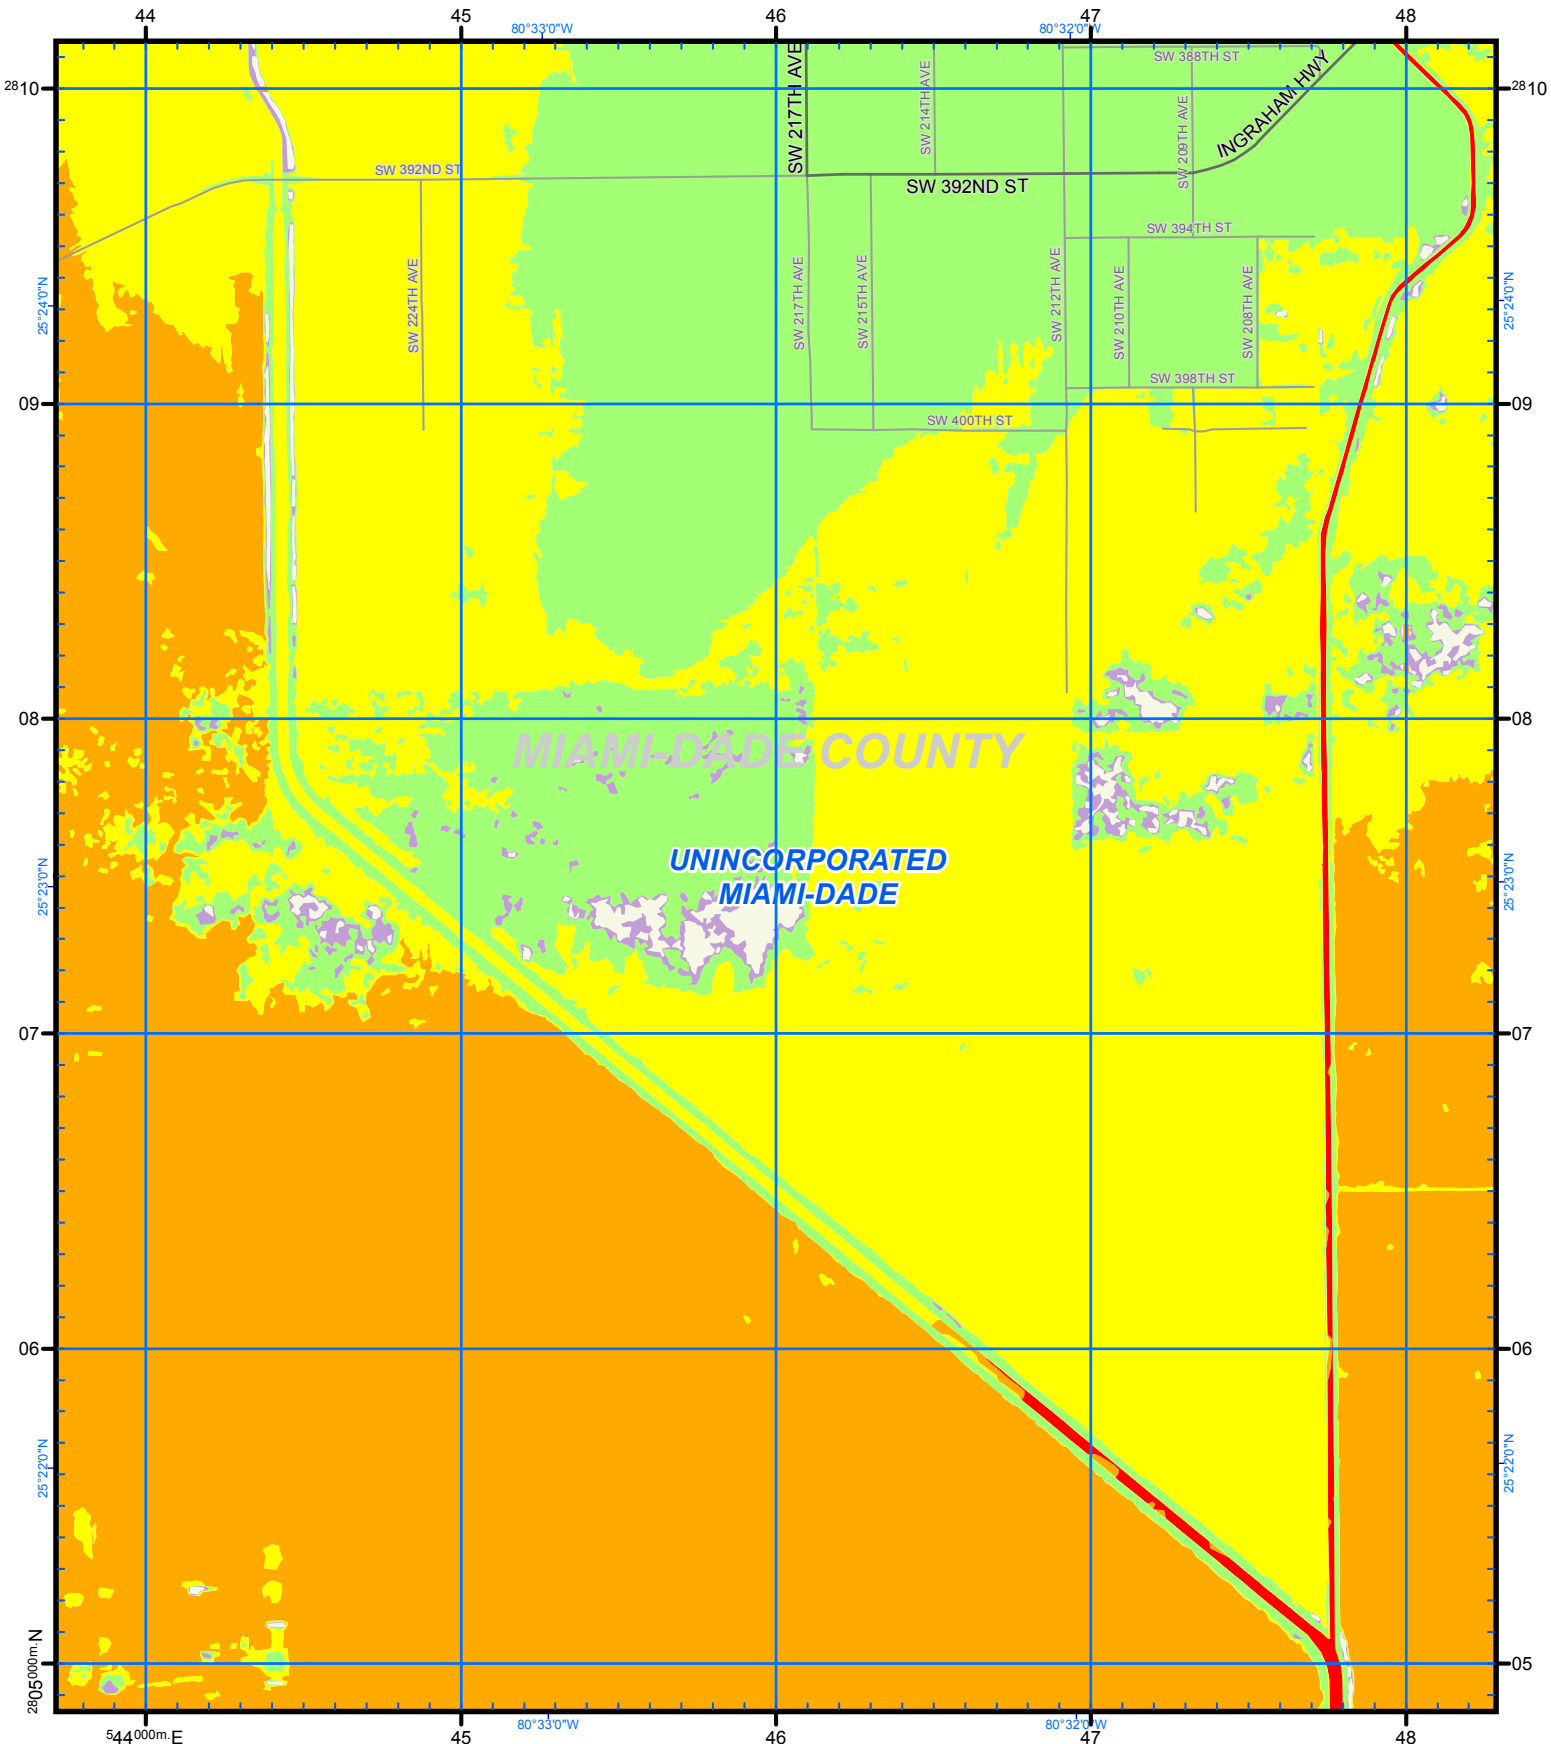 44 45 46 47 48
80°33'0"W 80°32'0"W
SW 388TH ST
INGRAHAM HWY
SW 217TH AVE
SW 214TH AVE
SW 209TH AVE
2810 2810
SW 392ND ST
SW 392ND ST
SW 394TH ST
SW 224TH AVE
SW 217TH AVE
SW 215TH AVE
SW 212TH AVE
SW 210TH AVE
SW 208TH AVE
25°24'0"N 25°24'0"N
SW 398TH ST
09 09
SW 400TH ST
08 08
MIAMI-DADE COUNTY
UNINCORPORATED
MIAMI-DADE
25°23'0"N 25°23'0"N
07 07
06 06
25°22'0"N 25°22'0"N
2805000m.N 05
80°33'0"W 80°32'0"W
544000m.E 45 46 47 48